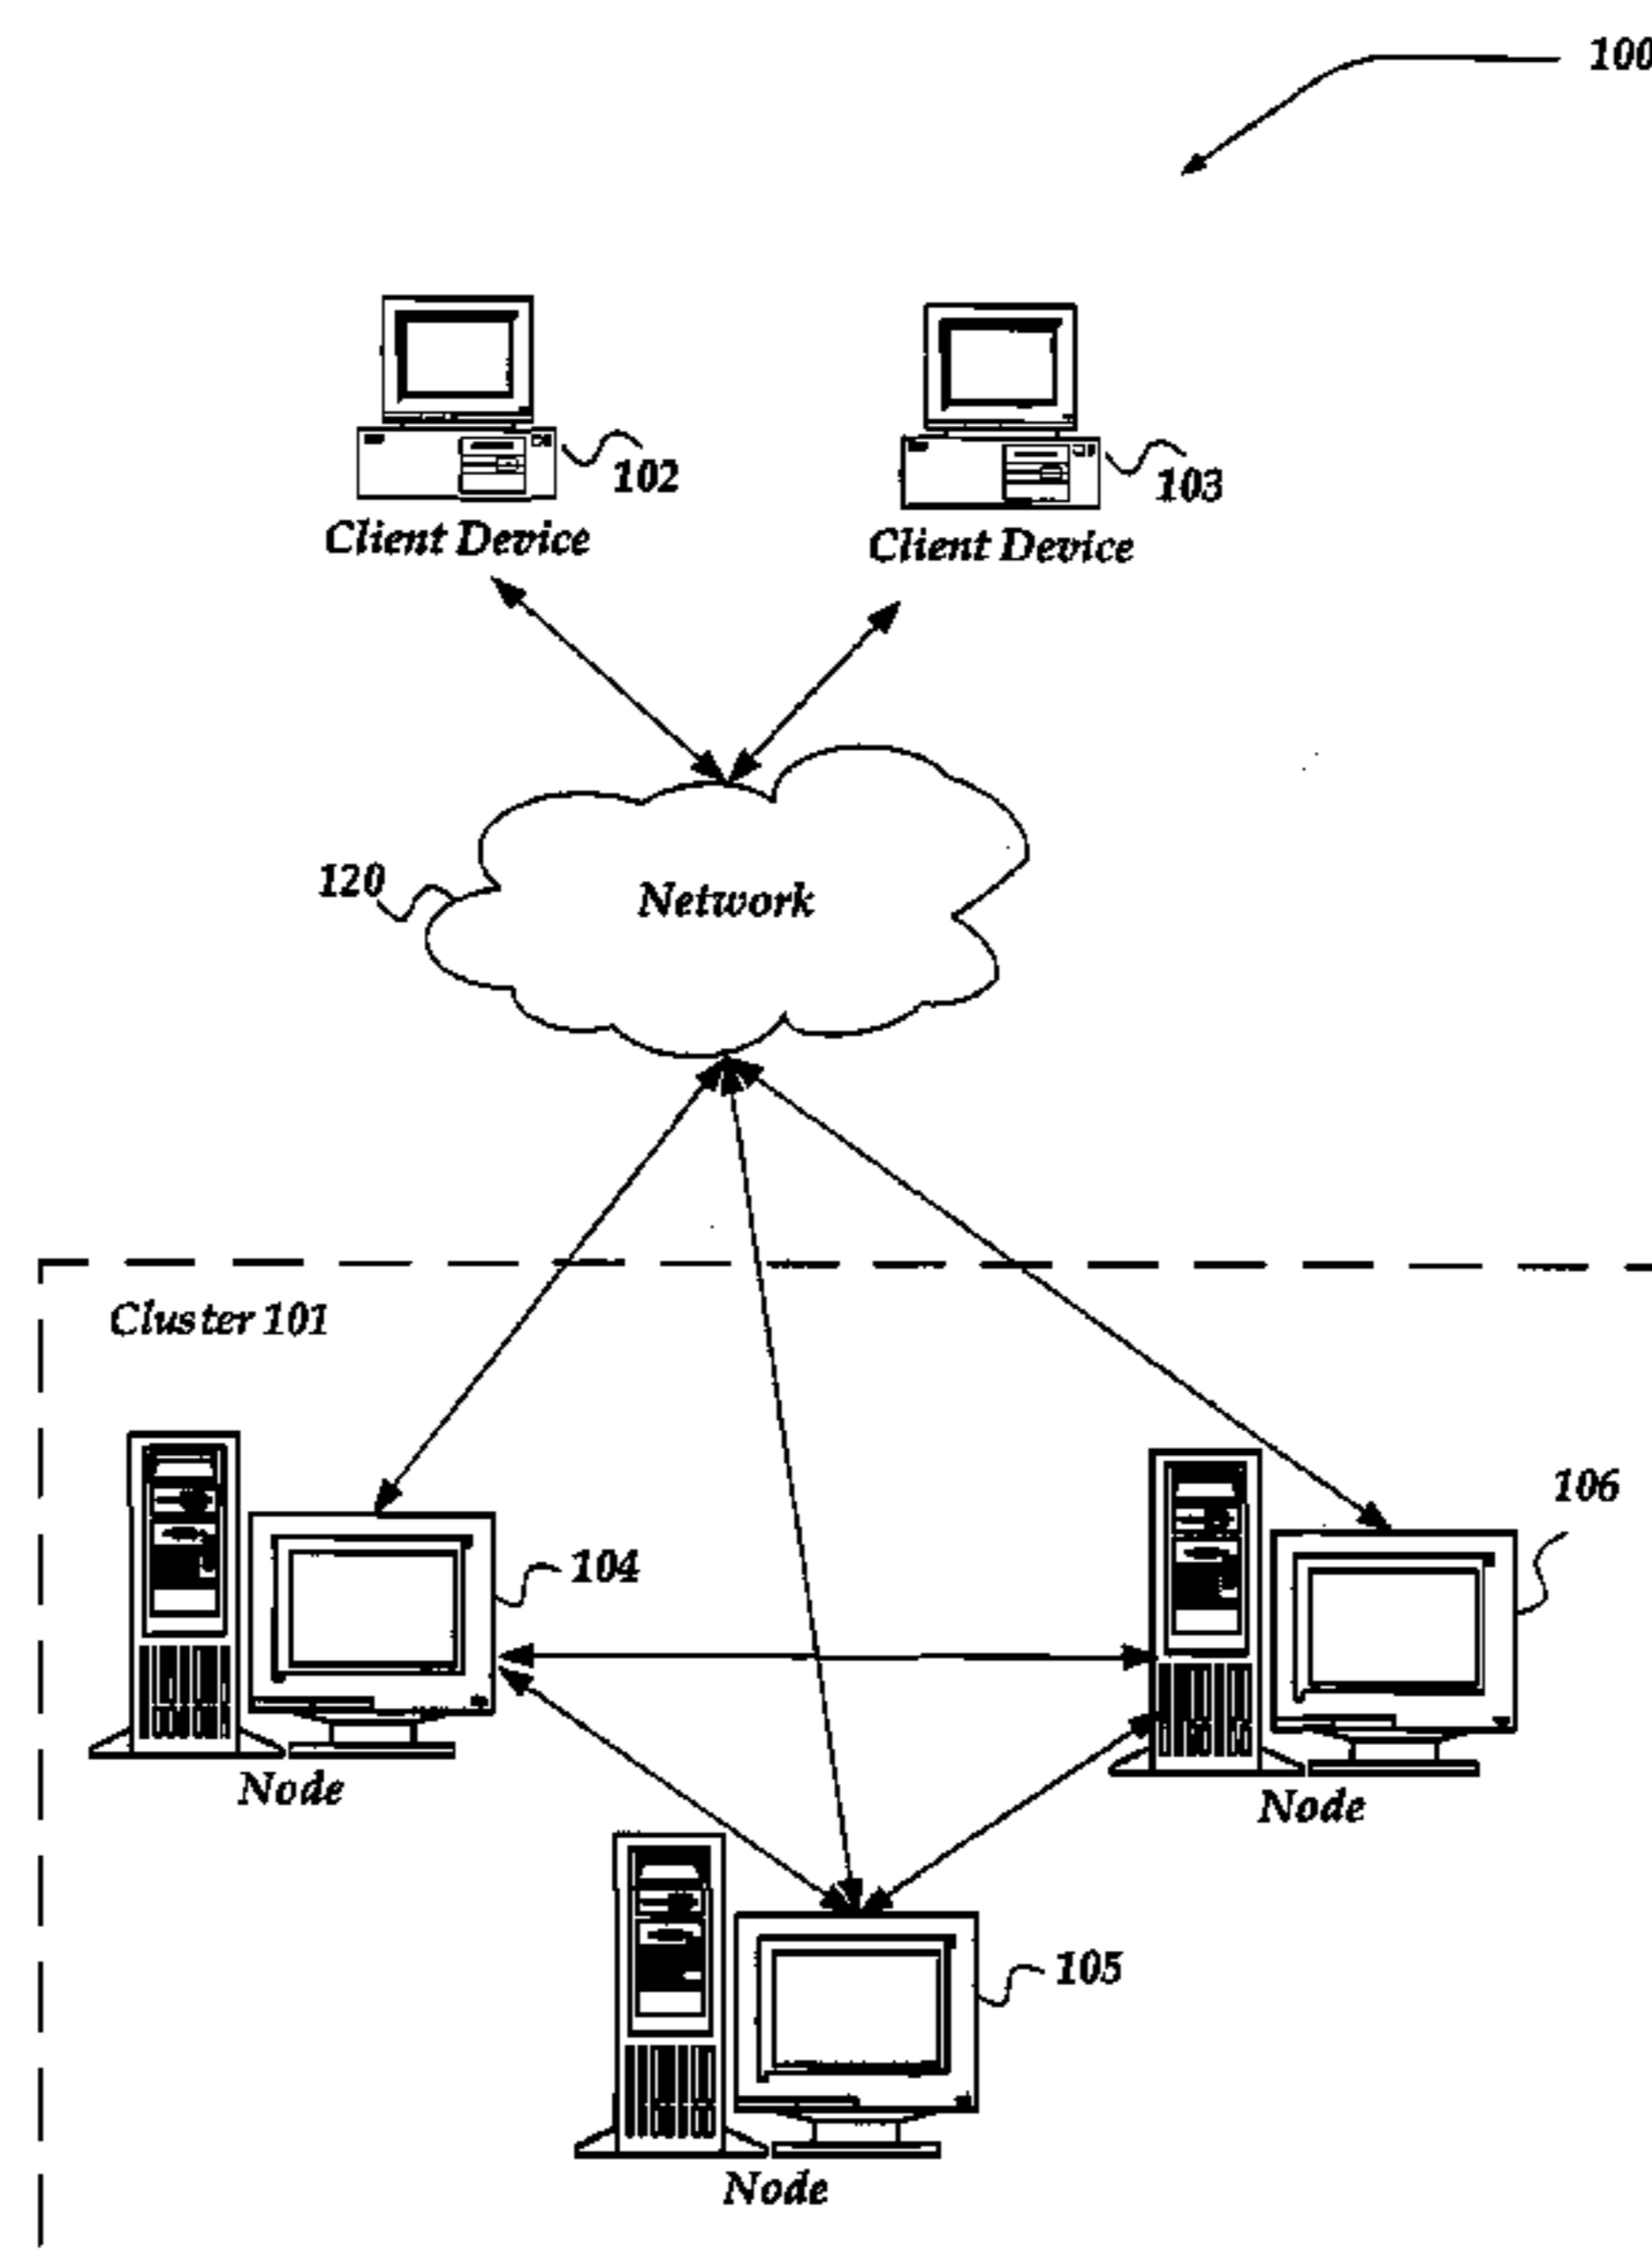 100
102
Client Device
103
Client Device
120
Network
Cluster 101
106
104
Node
Node
105
Node